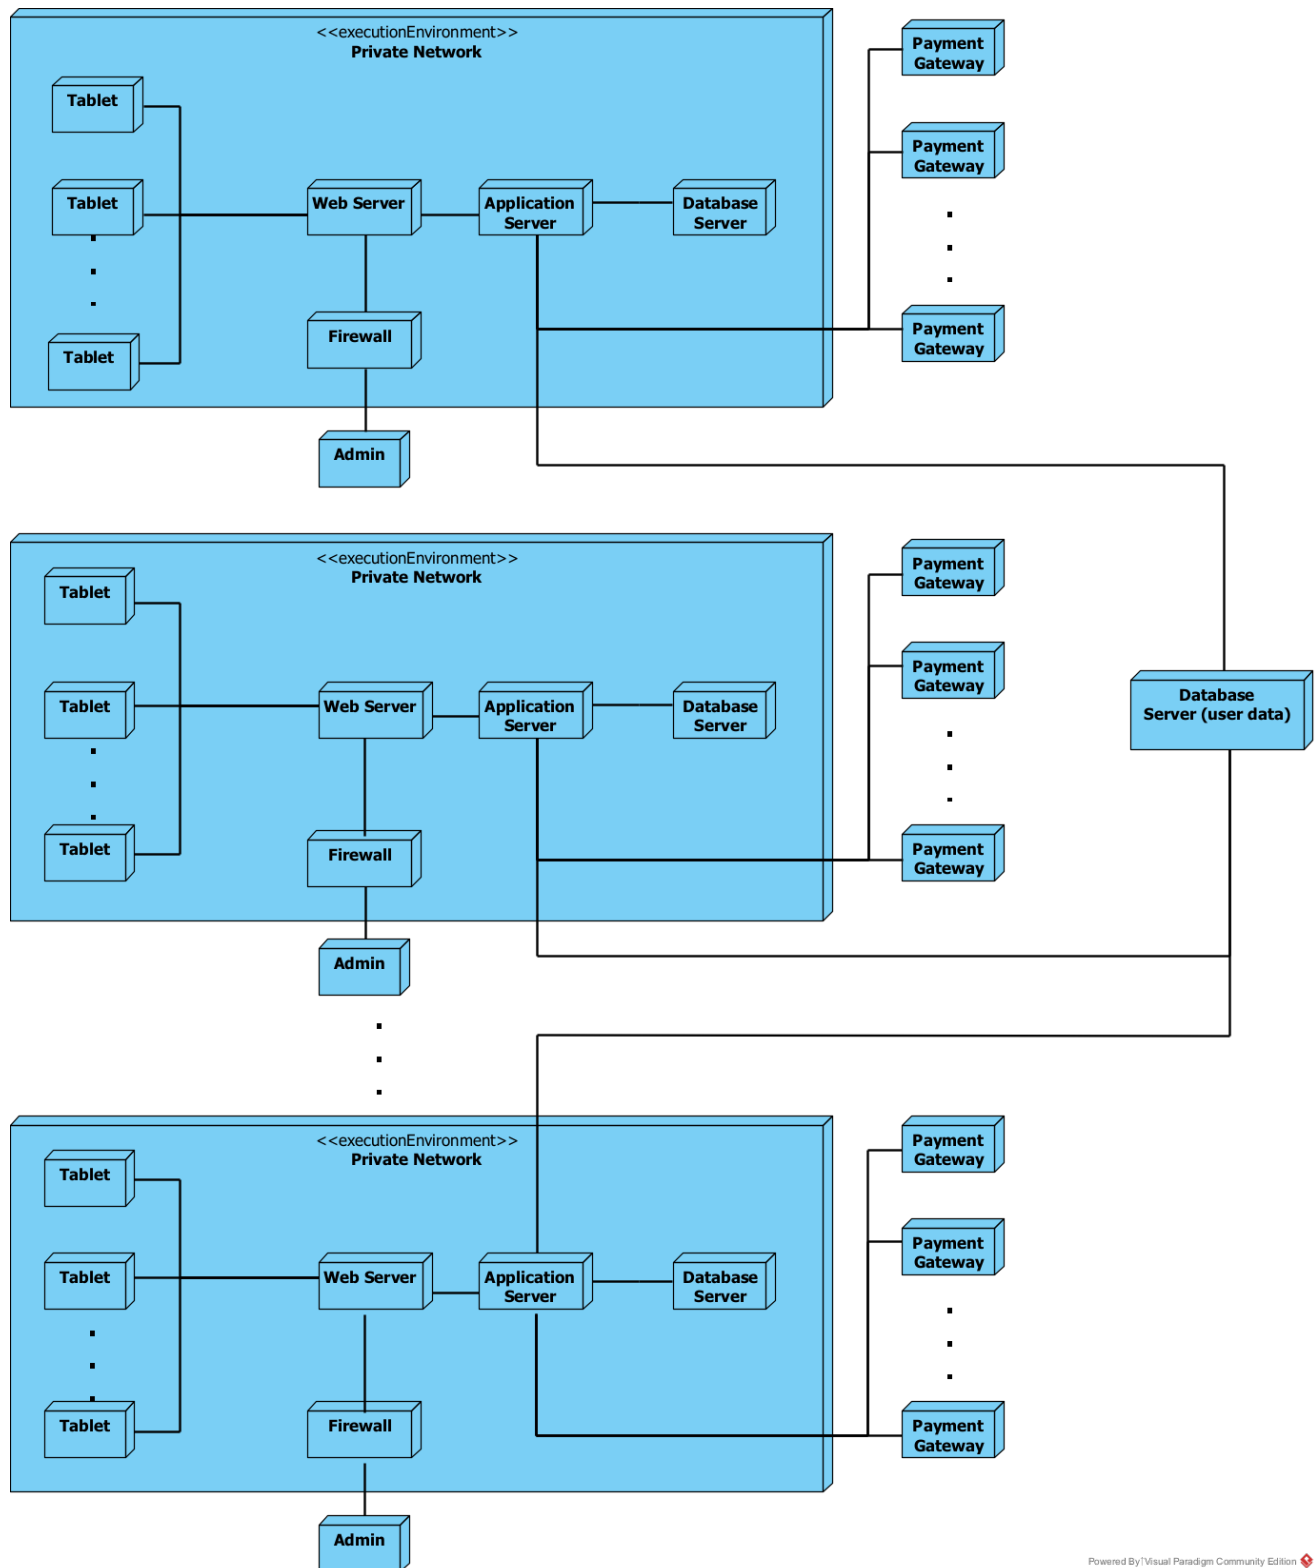 <<executionEnvironment>>
Private Network
Tablet
Tablet
Tablet
Web Server
Application
Server
Database
Server
Firewall
Admin
Payment
Gateway
Payment
Gateway
Payment
Gateway
<<executionEnvironment>>
Private Network
Tablet
Tablet
Tablet
Web Server
Application
Server
Database
Server
Firewall
Admin
Payment
Gateway
Payment
Gateway
Payment
Gateway
Database
Server (user data)
<<executionEnvironment>>
Private Network
Tablet
Tablet
Tablet
Web Server
Application
Server
Database
Server
Firewall
Admin
Payment
Gateway
Payment
Gateway
Payment
Gateway
Powered By Visual Paradigm Community Edition